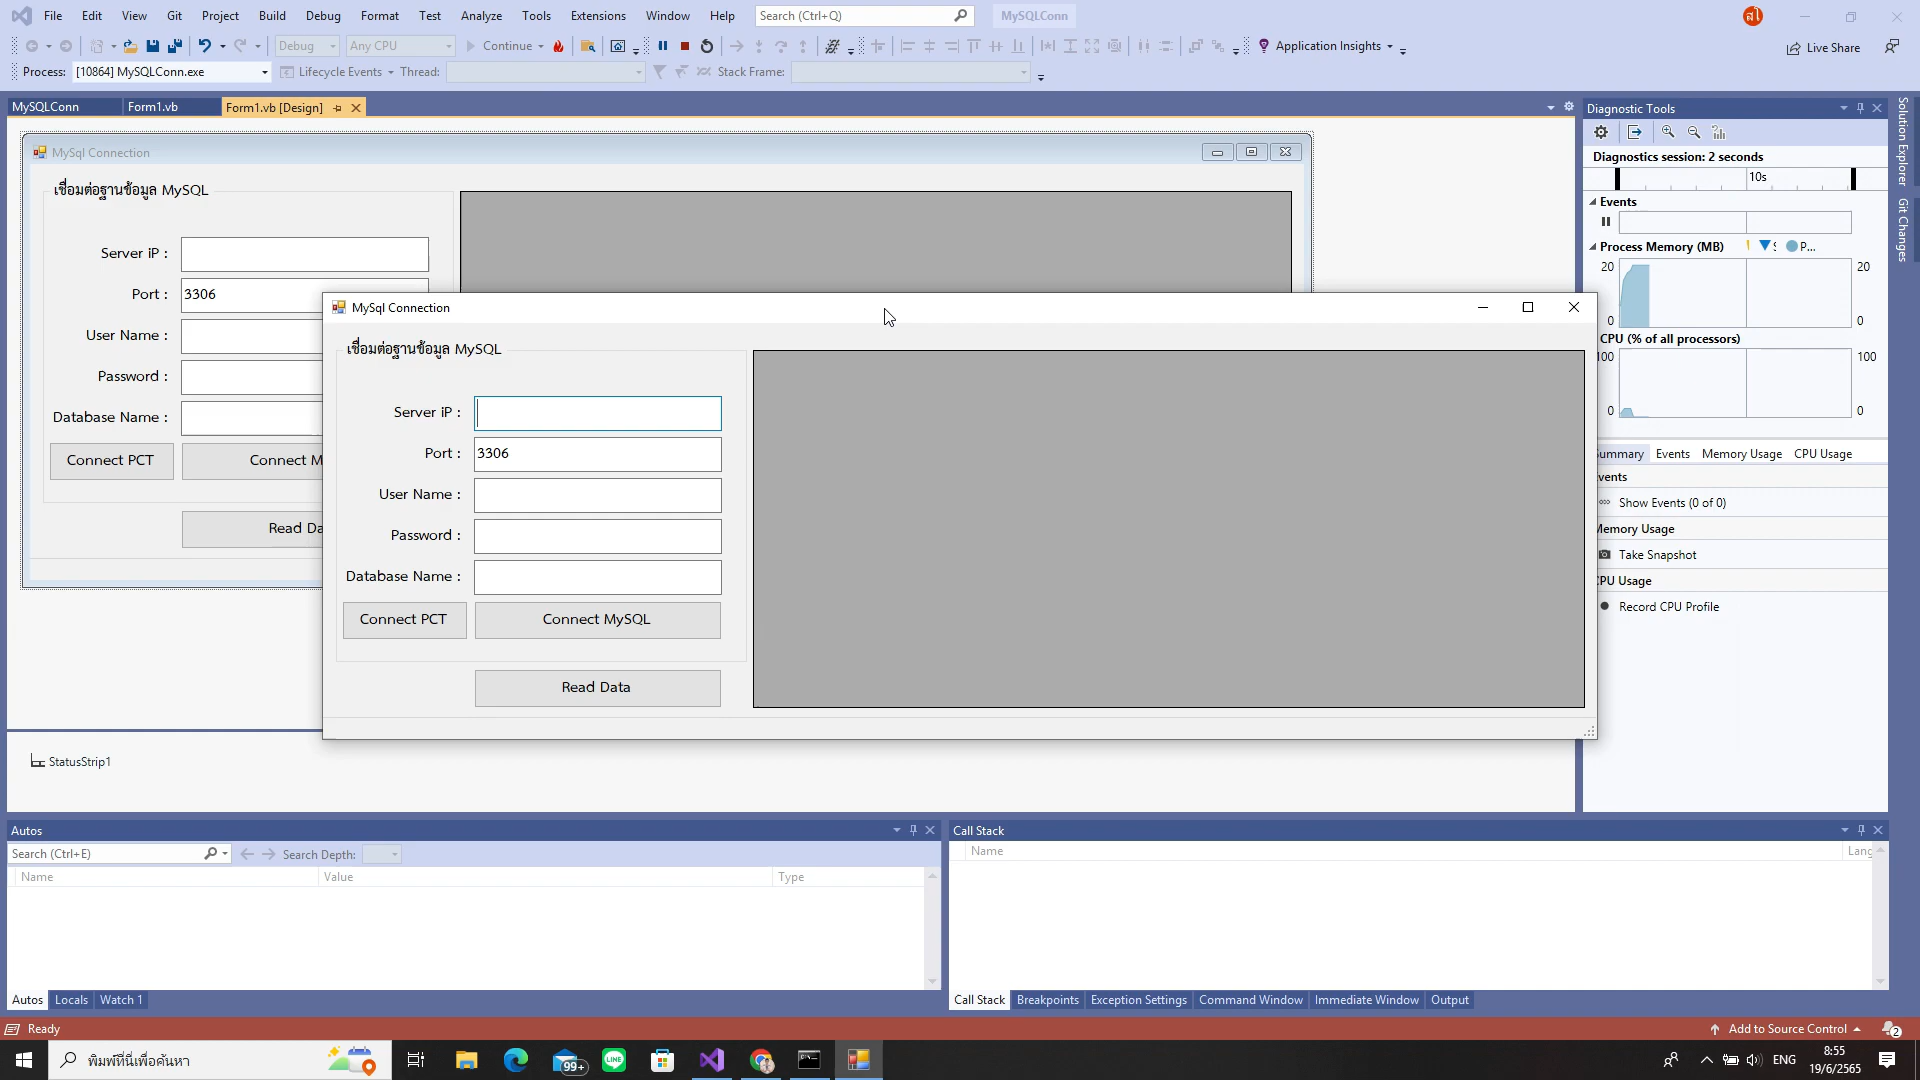 File Edit View Git Project Build Debug Format Test Analyze Tools Extensions Window Help Search (Ctrl+Q) MySQLConn
Debug Any CPU Continue Application Insights Live Share
Process: [10864] MySQLConn.exe Lifecycle Events Thread: Stack Frame:
MySQLConn Form1.vb Form1.vb [Design]
MySql Connection
เชื่อมต่อฐานข้อมูล MySQL
Server iP :
Port : 3306
User Name :
Password :
Database Name :
Connect PCT Connect M
Read Da
MySql Connection
เชื่อมต่อฐานข้อมูล MySQL
Server iP :
Port : 3306
User Name :
Password :
Database Name :
Connect PCT Connect MySQL
Read Data
StatusStrip1
Diagnostic Tools
Diagnostics session: 2 seconds
10s
Events
Process Memory (MB) P...
20 20
0 0
CPU (% of all processors)
100 100
0 0
Summary Events Memory Usage CPU Usage
Events
Show Events (0 of 0)
Memory Usage
Take Snapshot
CPU Usage
Record CPU Profile
Solution Explorer
Git Changes
Autos
Search (Ctrl+E) Search Depth:
Name Value Type
Autos Locals Watch 1
Call Stack
Name Lang
Call Stack Breakpoints Exception Settings Command Window Immediate Window Output
Ready Add to Source Control 2
พิมพ์ที่นี่เพื่อค้นหา 99+ LINE ENG 8:55
19/6/2565